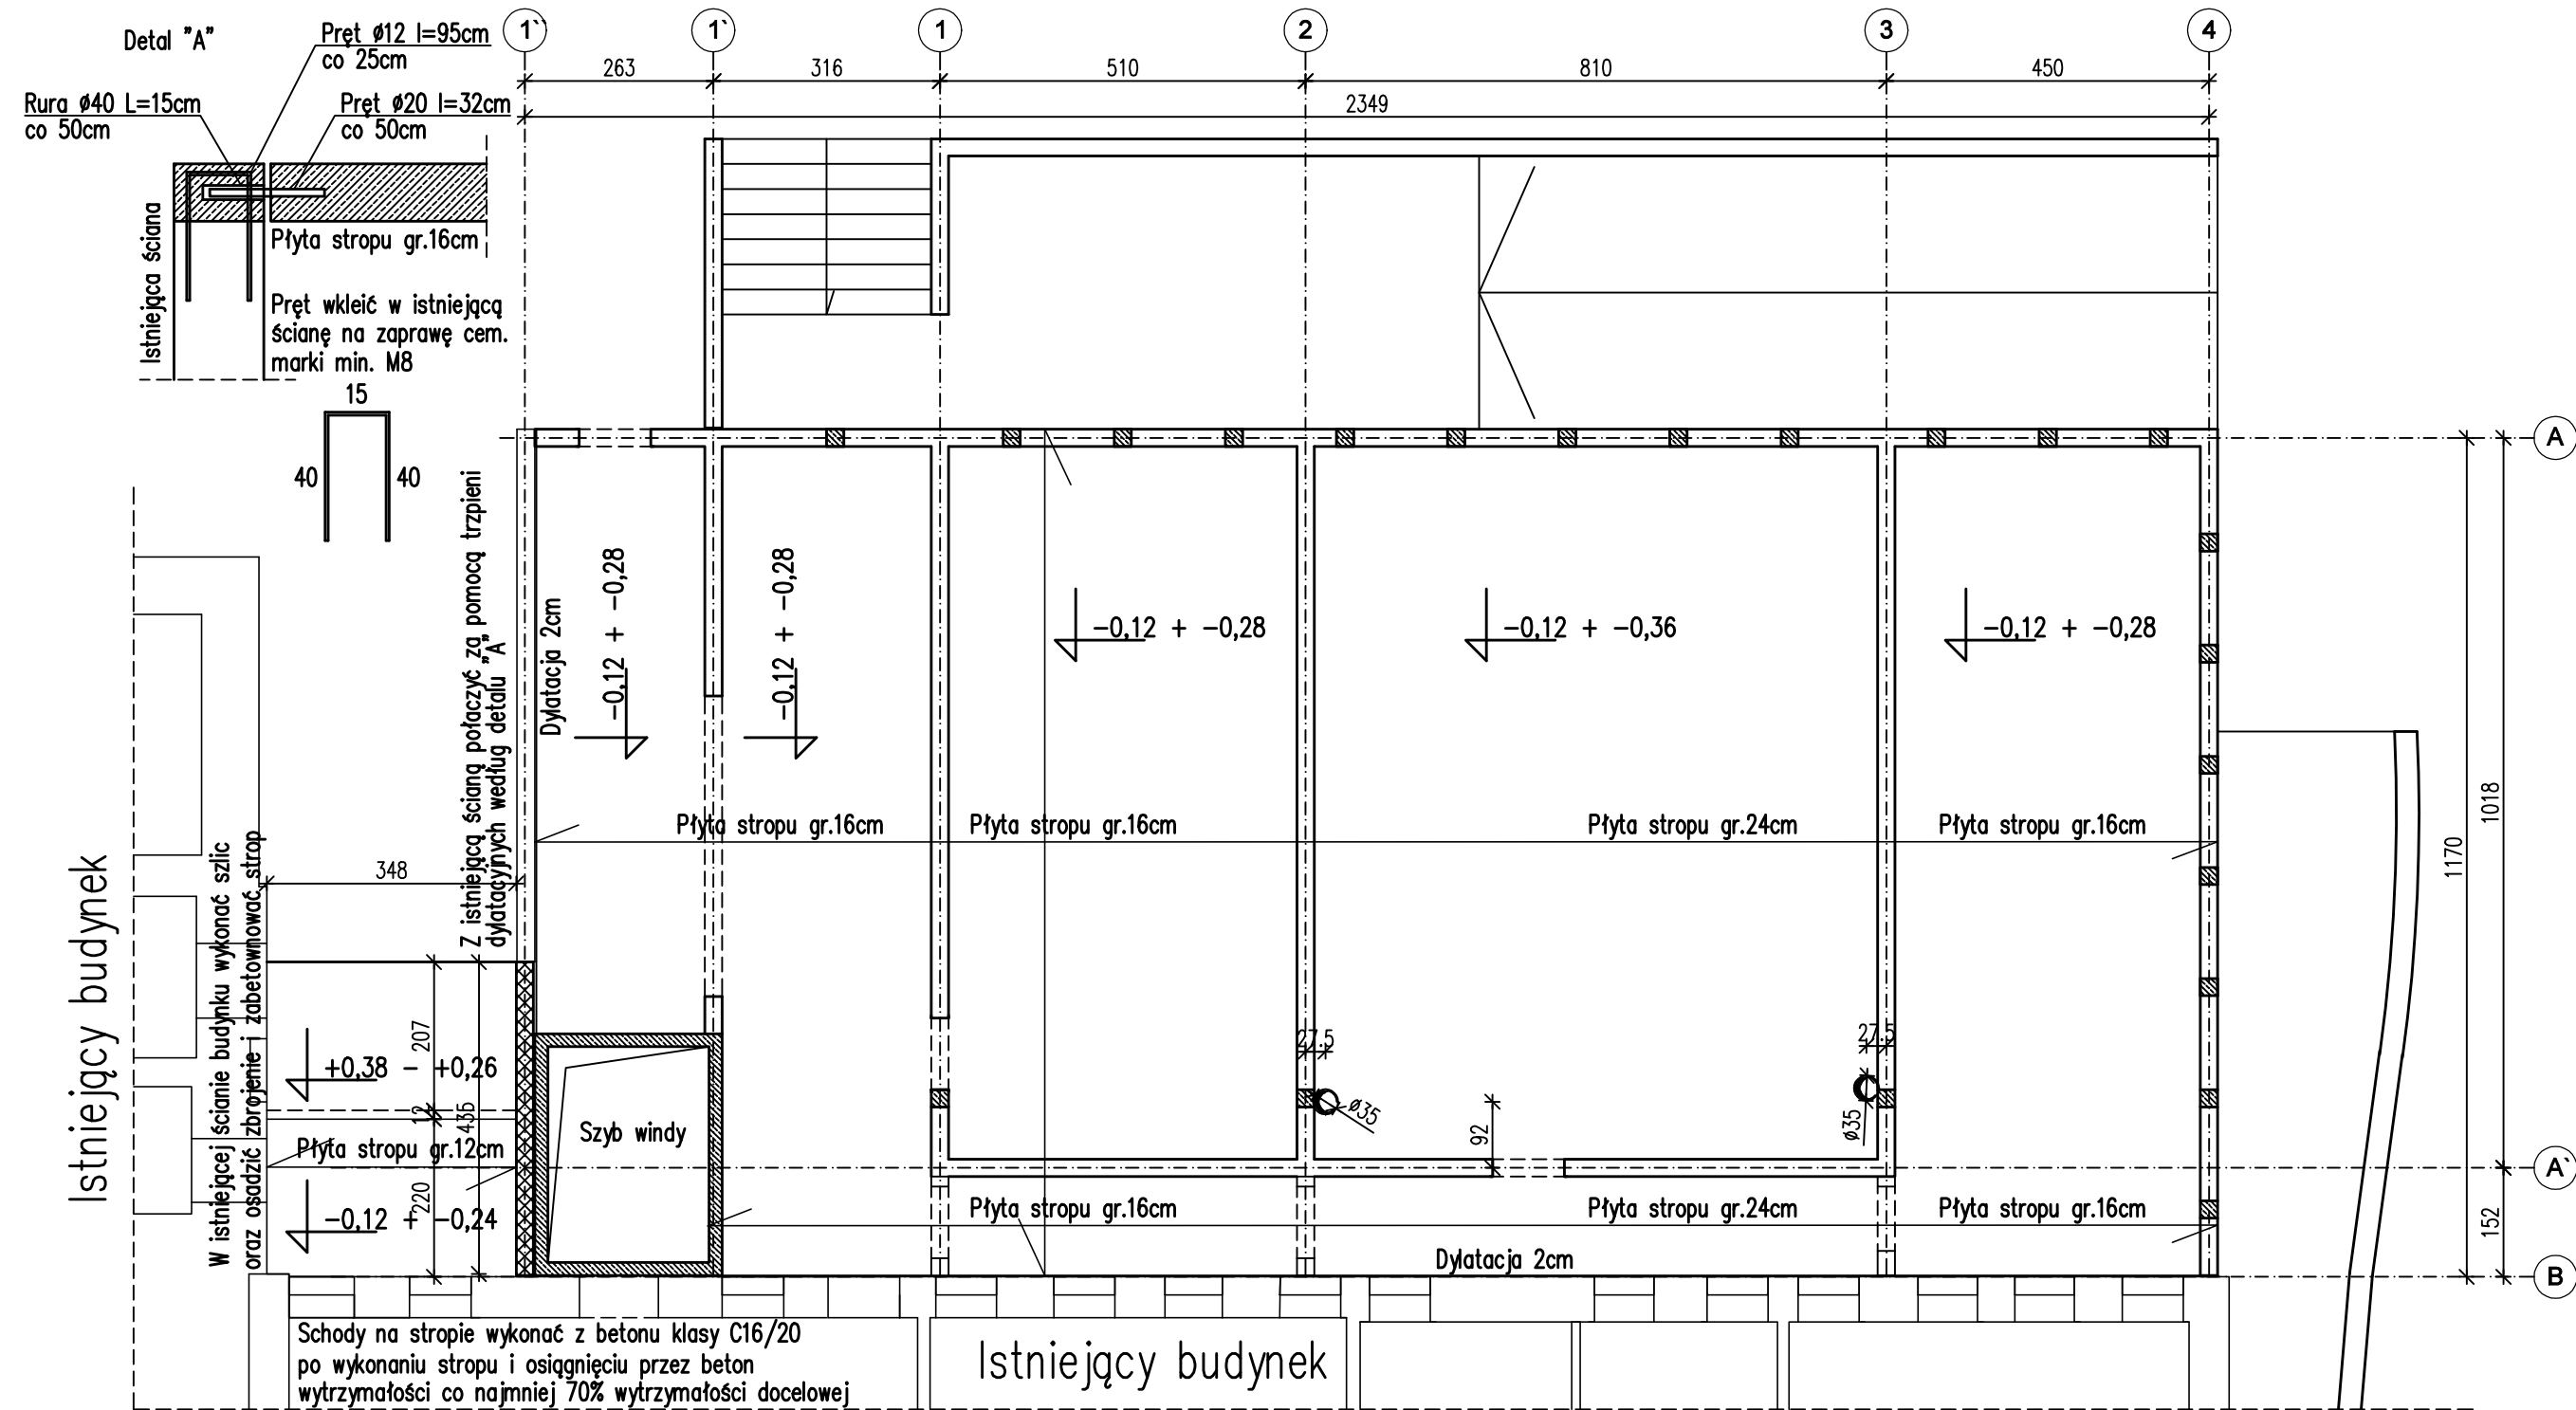 Detal "A"
Pręt ø12 l=95cm
co 25cm
Rura ø40 L=15cm
co 50cm
Pręt ø20 l=32cm
co 50cm
Istniejąca ściana
Płyta stropu gr.16cm
Pręt wkleić w istniejącą
ścianę na zaprawę cem.
marki min. M8
15
40
40
1``
1`
1
2
3
4
263
316
510
810
450
2349
A
A`
B
1018
1170
152
Z istniejącą ścianą połaczyć za pomocą trzpieni
dylatacyjnych według detalu "A"
Dylatacja 2cm
-0,12 + -0,28
-0,12 + -0,28
-0,12 + -0,28
-0,12 + -0,36
-0,12 + -0,28
Płyta stropu gr.16cm
Płyta stropu gr.16cm
Płyta stropu gr.24cm
Płyta stropu gr.16cm
Istniejący budynek
W istniejącej ścianie budynku wykonać szlic
oraz osadzić zbrojenie i zabetownować strop
348
207
12
435
220
+0,38 - +0,26
Płyta stropu gr.12cm
-0,12 + -0,24
Szyb windy
27.5
ø35
92
27.5
ø35
Płyta stropu gr.16cm
Płyta stropu gr.24cm
Płyta stropu gr.16cm
Dylatacja 2cm
Schody na stropie wykonać z betonu klasy C16/20
po wykonaniu stropu i osiągnięciu przez beton
wytrzymałości co najmniej 70% wytrzymałości docelowej
Istniejący budynek